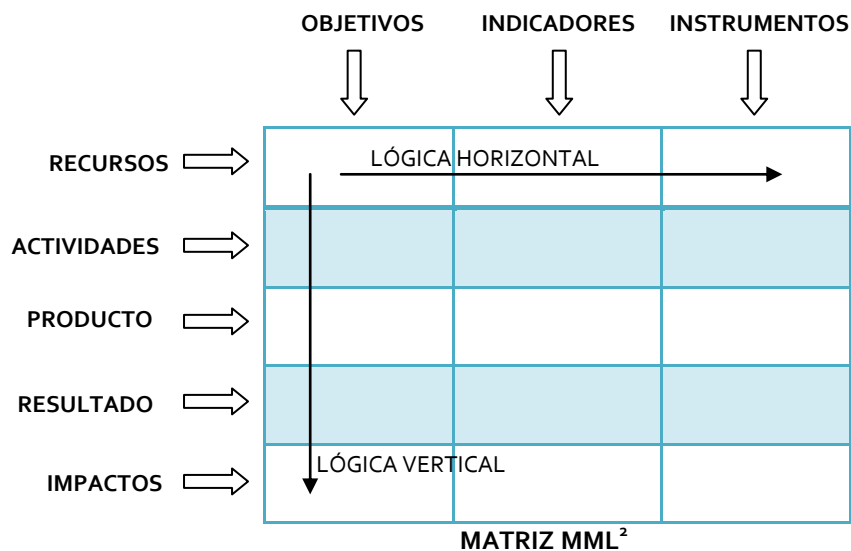 OBJETIVOS INDICADORES INSTRUMENTOS
RECURSOS LÓGICA HORIZONTAL
ACTIVIDADES
PRODUCTO
RESULTADO
LÓGICA VERTICAL
IMPACTOS
MATRIZ MML²